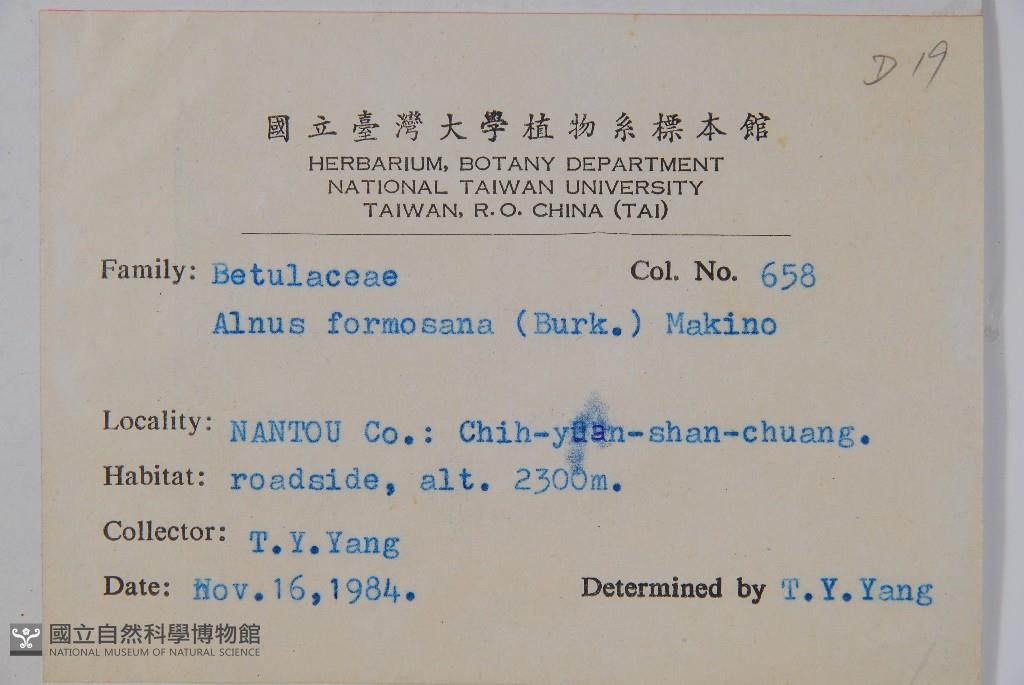 D 19
國立臺灣大學植物系標本館
HERBARIUM, BOTANY DEPARTMENT
NATIONAL TAIWAN UNIVERSITY
TAIWAN, R.O. CHINA (TAI)
Family: Betulaceae Col. No. 658
Alnus formosana (Burk.) Makino
Locality: NANTOU Co.: Chih-yuan-shan-chuang.
Habitat: roadside, alt. 2300m.
Collector: T.Y.Yang
Date: Nov.16,1984. Determined by T.Y.Yang
國立自然科學博物館
NATIONAL MUSEUM OF NATURAL SCIENCE